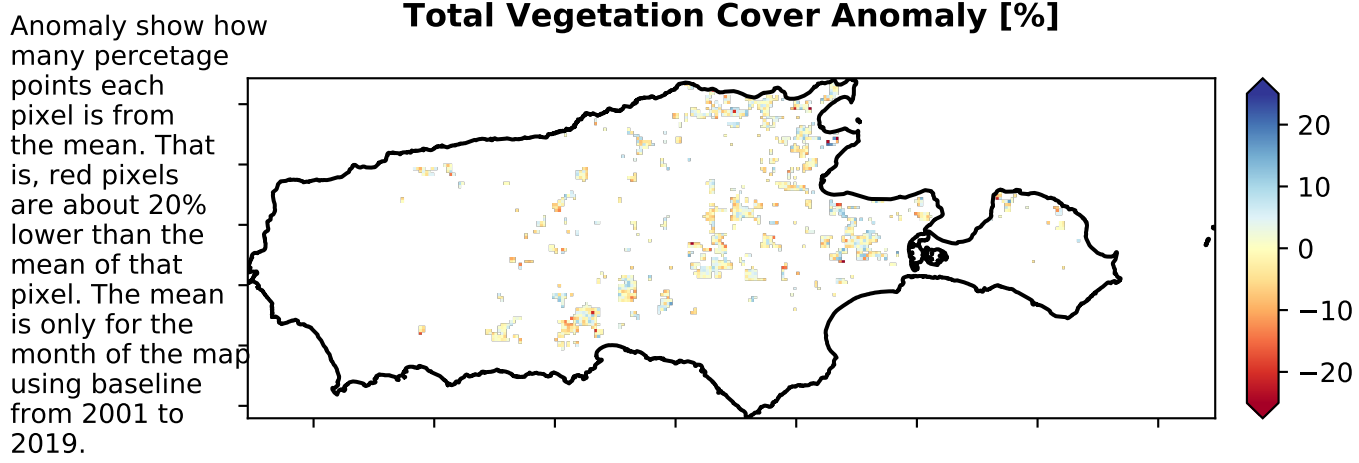 Total Vegetation Cover Anomaly [%]
Anomaly show how
many percetage
points each
pixel is from
the mean. That
is, red pixels
are about 20%
lower than the
mean of that
pixel. The mean
is only for the
month of the map
using baseline
from 2001 to
2019.
20
10
0
−10
−20